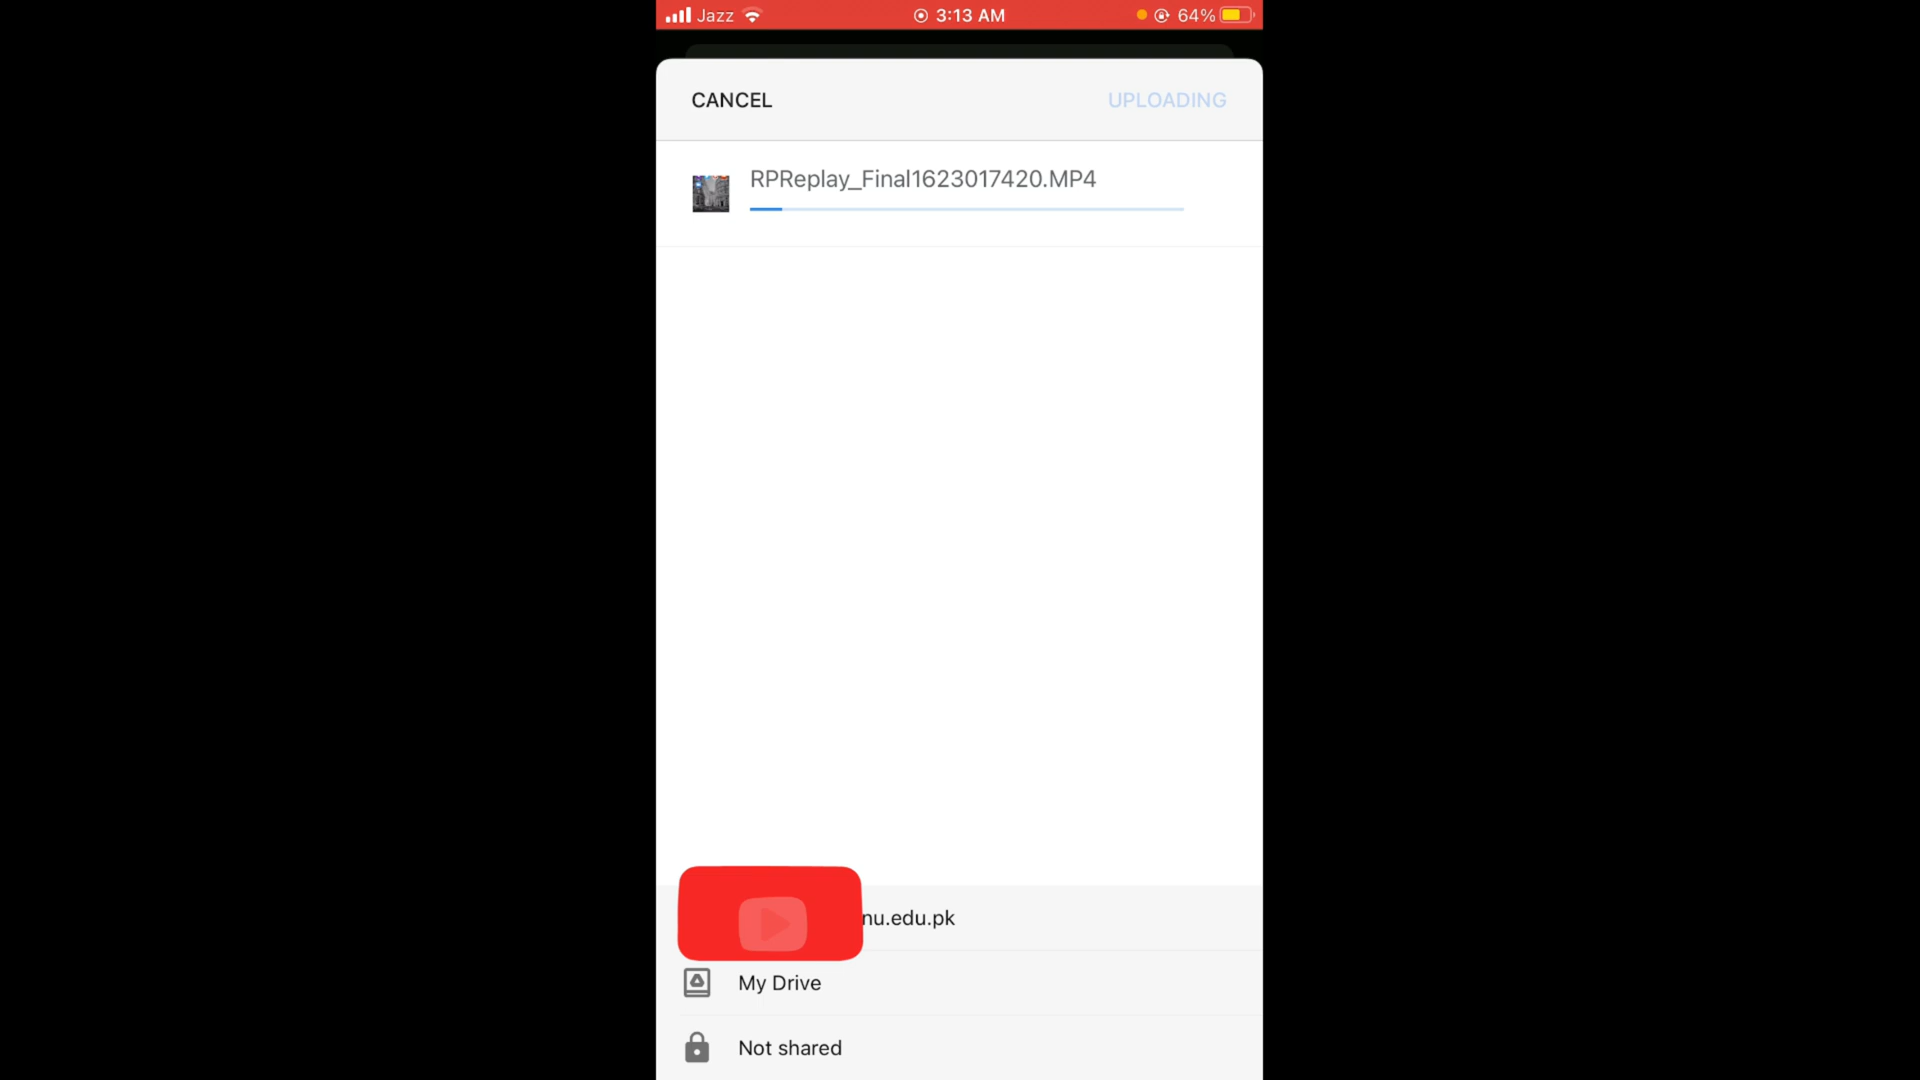 Jazz 3:13 AM 64%
CANCEL UPLOADING
RPReplay_Final1623017420.MP4
nu.edu.pk
My Drive
Not shared